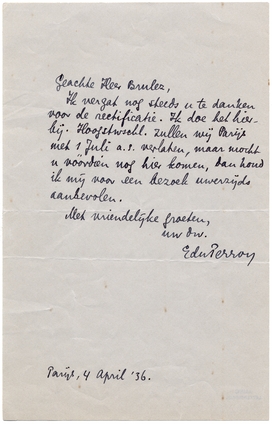 Geachte Heer Brulez,
Ik vergat nog steeds u te danken
voor de rectificatie. Ik doe het hier-
bij. Hoogstwschl. zullen wij Parijs
met 1 Juli a.s. verlaten, maar mocht
u vóórdien nog hier komen, dan houd
ik mij voor een bezoek uwerzijds
aanbevolen.
Met vriendelijke groeten,
uw dw.
EduPerron
Parijs, 4 April '36.